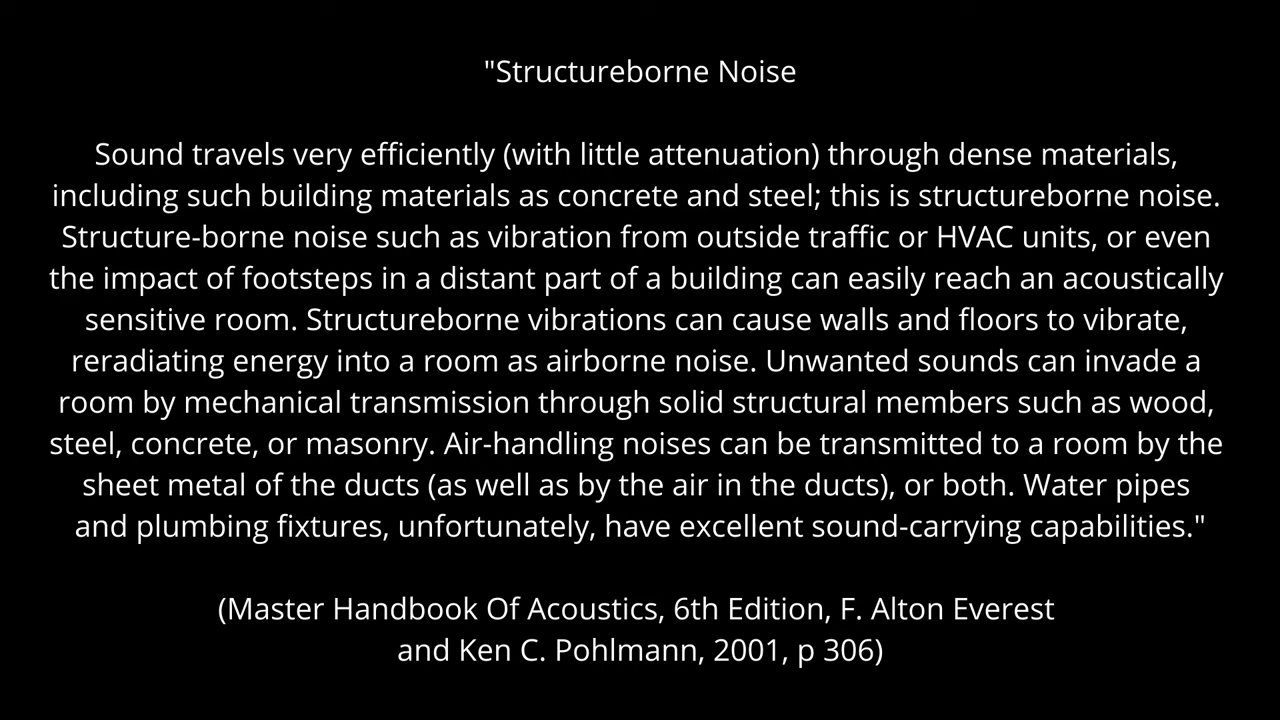 "Structureborne Noise
Sound travels very efficiently (with little attenuation) through dense materials,
including such building materials as concrete and steel; this is structureborne noise.
Structure-borne noise such as vibration from outside traffic or HVAC units, or even
the impact of footsteps in a distant part of a building can easily reach an acoustically
sensitive room. Structureborne vibrations can cause walls and floors to vibrate,
reradiating energy into a room as airborne noise. Unwanted sounds can invade a
room by mechanical transmission through solid structural members such as wood,
steel, concrete, or masonry. Air-handling noises can be transmitted to a room by the
sheet metal of the ducts (as well as by the air in the ducts), or both. Water pipes
and plumbing fixtures, unfortunately, have excellent sound-carrying capabilities."
(Master Handbook Of Acoustics, 6th Edition, F. Alton Everest
and Ken C. Pohlmann, 2001, p 306)